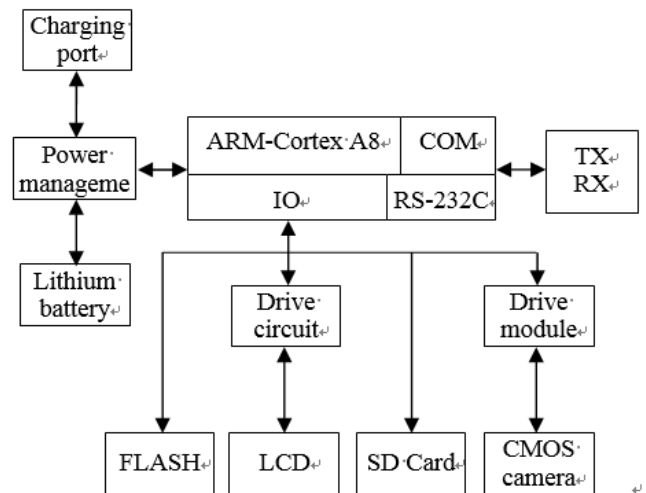 Charging
port
Power
manageme
Lithium
battery
ARM-Cortex A8
COM
IO
RS-232C
TX
RX
Drive
circuit
Drive
module
FLASH
LCD
SD Card
CMOS
camera